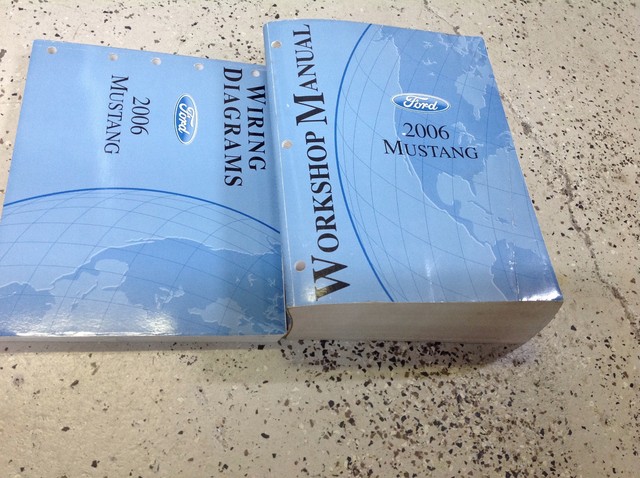 WIRING
DIAGRAMS
Ford
2006
MUSTANG
WORKSHOP MANUAL
Ford
2006
MUSTANG